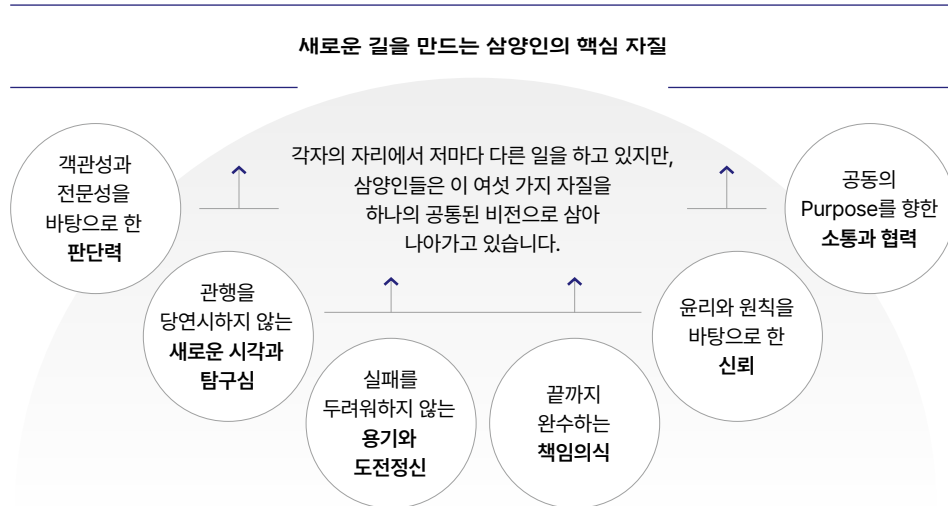 새로운 길을 만드는 삼양인의 핵심 자질
각자의 자리에서 저마다 다른 일을 하고 있지만,
삼양인들은 이 여섯 가지 자질을
하나의 공통된 비전으로 삼아
나아가고 있습니다.
객관성과
전문성을
바탕으로 한
판단력
관행을
당연시하지 않는
새로운 시각과
탐구심
실패를
두려워하지 않는
용기와
도전정신
끝까지
완수하는
책임의식
윤리와 원칙을
바탕으로 한
신뢰
공동의
Purpose를 향한
소통과 협력